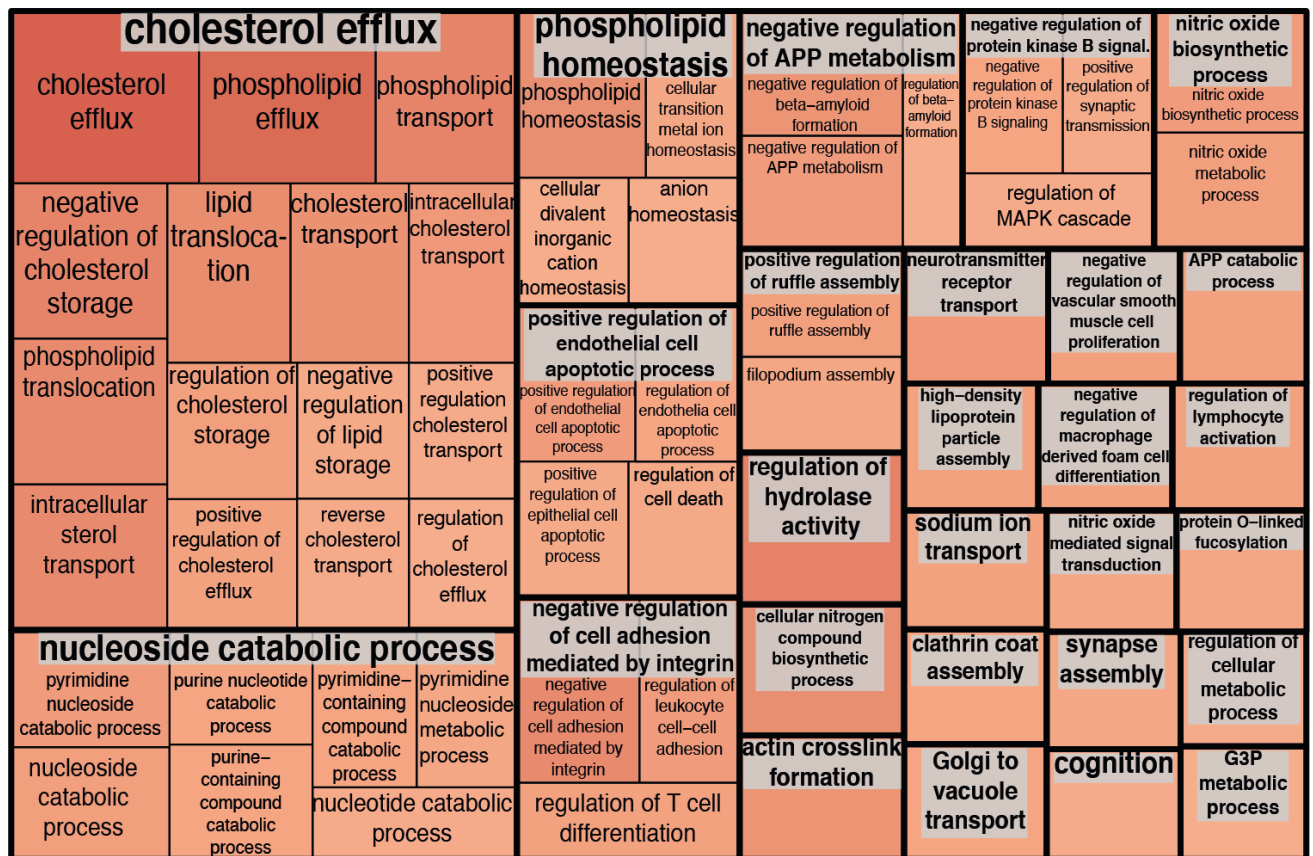 cholesterol efflux
cholesterol
efflux
phospholipid
efflux
phospholipid
transport
negative
regulation of
cholesterol
storage
lipid
transloca-
tion
cholesterol
transport
intracellular
cholesterol
transport
phospholipid
translocation
regulation of
cholesterol
storage
negative
regulation
of lipid
storage
positive
regulation
cholesterol
transport
intracellular
sterol
transport
positive
regulation of
cholesterol
efflux
reverse
cholesterol
transport
regulation
of
cholesterol
efflux
nucleoside catabolic process
pyrimidine
nucleoside
catabolic process
purine nucleotide
catabolic
process
pyrimidine–
containing
compound
catabolic
process
pyrimidine
nucleoside
metabolic
process
nucleoside
catabolic
process
purine–
containing
compound
catabolic
process
nucleotide catabolic
process
phospholipid
homeostasis
phospholipid
homeostasis
cellular
transition
metal ion
homeostasis
cellular
divalent
inorganic
cation
homeostasis
anion
homeostasis
positive regulation of
endothelial cell
apoptotic process
positive regulation
of endothelial
cell apoptotic
process
regulation of
endothelia cell
apoptotic
process
positive
regulation of
epithelial cell
apoptotic
process
regulation of
cell death
negative regulation
of cell adhesion
mediated by integrin
negative
regulation of
cell adhesion
mediated by
integrin
regulation of
leukocyte
cell–cell
adhesion
regulation of T cell
differentiation
negative regulation
of APP metabolism
negative regulation of
beta–amyloid
formation
regulation
of beta–
amyloid
formation
negative regulation of
APP metabolism
negative regulation of
protein kinase B signal.
negative
regulation of
protein kinase
B signaling
positive
regulation of
synaptic
transmission
regulation of
MAPK cascade
nitric oxide
biosynthetic
process
nitric oxide
biosynthetic process
nitric oxide
metabolic
process
positive regulation
of ruffle assembly
positive regulation of
ruffle assembly
filopodium assembly
neurotransmitter
receptor
transport
negative
regulation of
vascular smooth
muscle cell
proliferation
APP catabolic
process
high–density
lipoprotein
particle
assembly
negative
regulation of
macrophage
derived foam cell
differentiation
regulation of
lymphocyte
activation
regulation of
hydrolase
activity
sodium ion
transport
nitric oxide
mediated signal
transduction
protein O–linked
fucosylation
cellular nitrogen
compound
biosynthetic
process
clathrin coat
assembly
synapse
assembly
regulation of
cellular
metabolic
process
actin crosslink
formation
Golgi to
vacuole
transport
cognition
G3P
metabolic
process